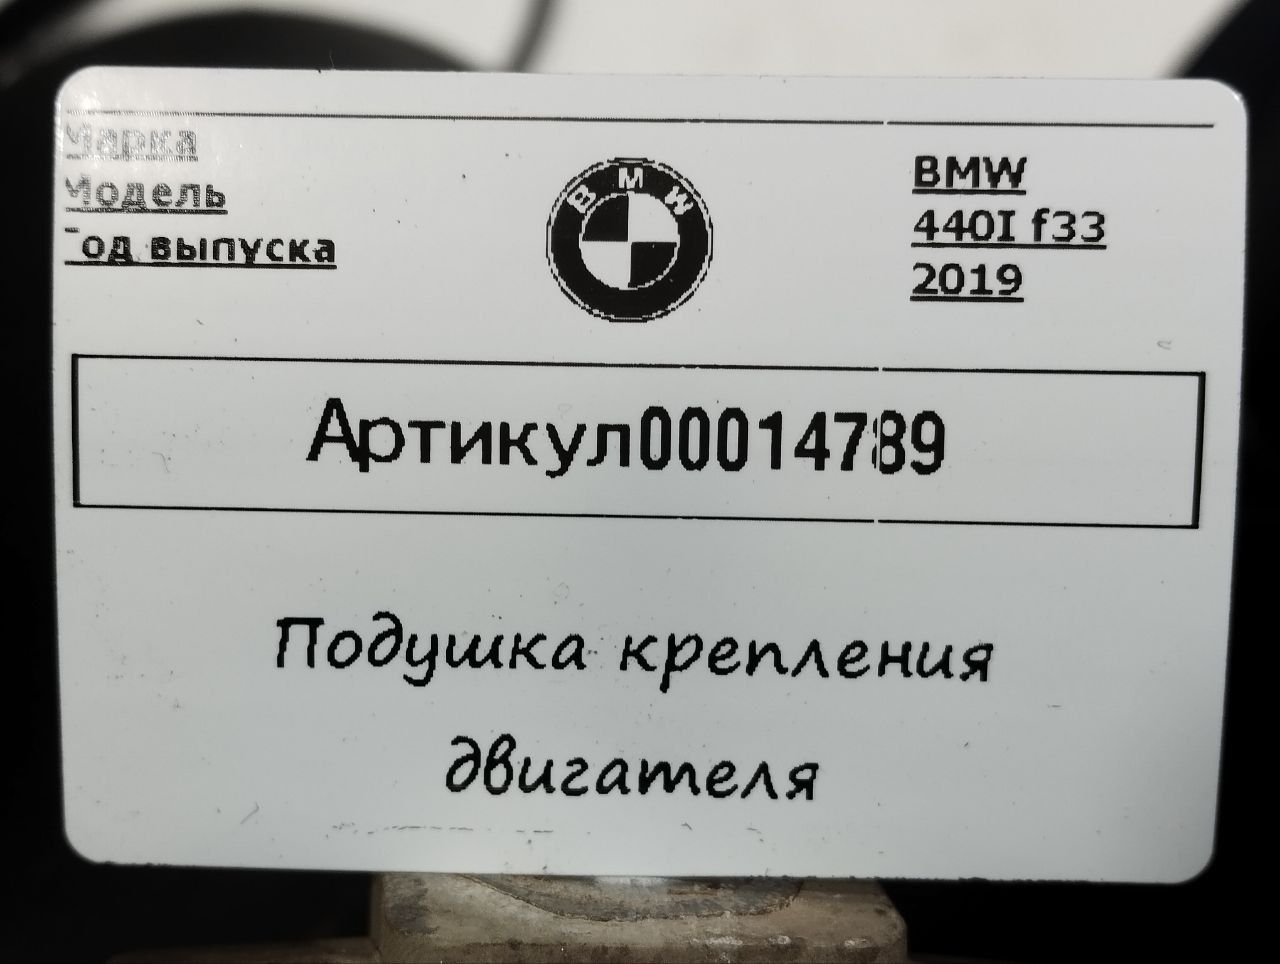 Марка
BMW
Модель
440I f33
Год выпуска
2019
BMW
Артикул00014789
Подушка крепления
двигателя